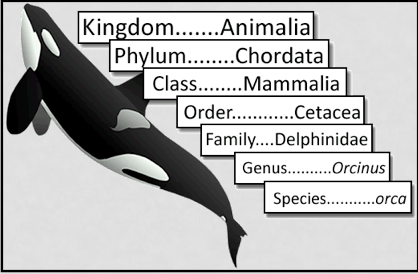 Kingdom.......Animalia
Phylum........Chordata
Class........Mammalia
Order............Cetacea
Family....Delphinidae
Genus..........Orcinus
Species...........orca